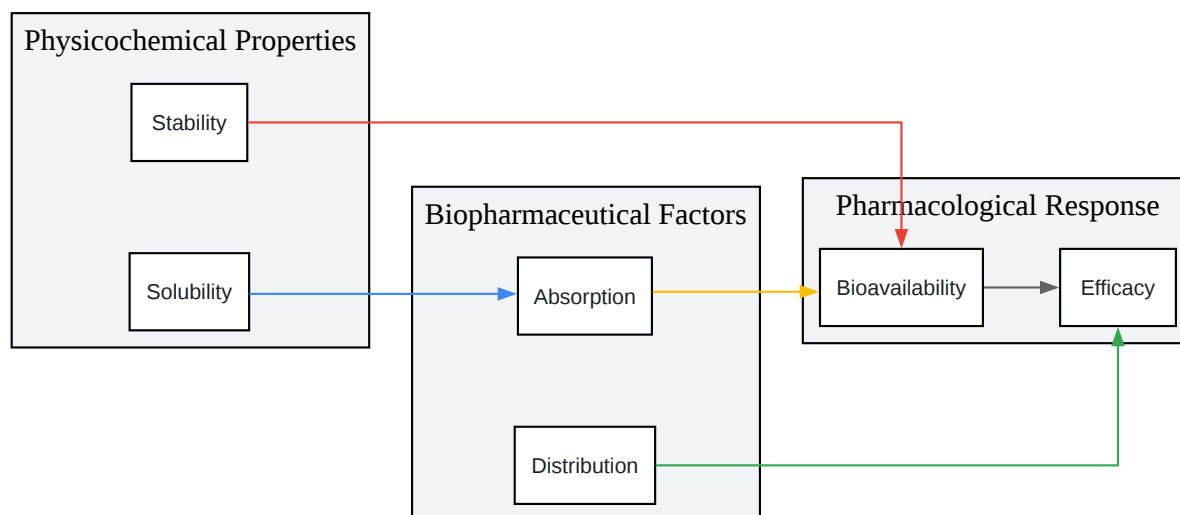 Physicochemical Properties
Stability
Solubility
Biopharmaceutical Factors
Absorption
Distribution
Pharmacological Response
Bioavailability
Efficacy